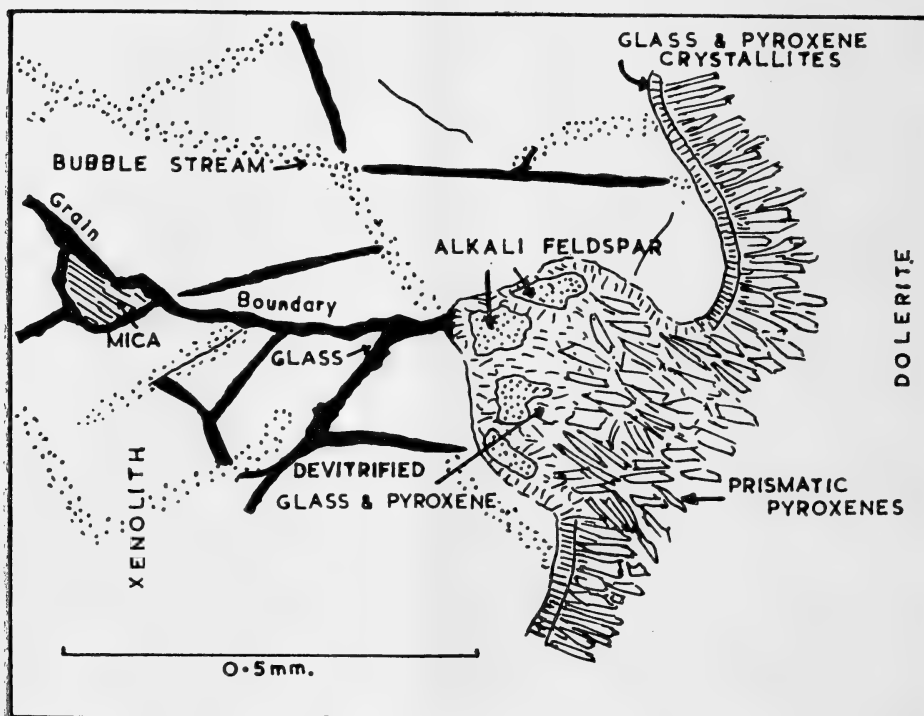 GLASS & PYROXENE
CRYSTALLITES
BUBBLE STREAM
Grain
ALKALI FELDSPAR
Boundary
MICA
GLASS
DOLERITE
XENOLITH
DEVITRIFIED
GLASS & PYROXENE
PRISMATIC
PYROXENES
0·5mm.